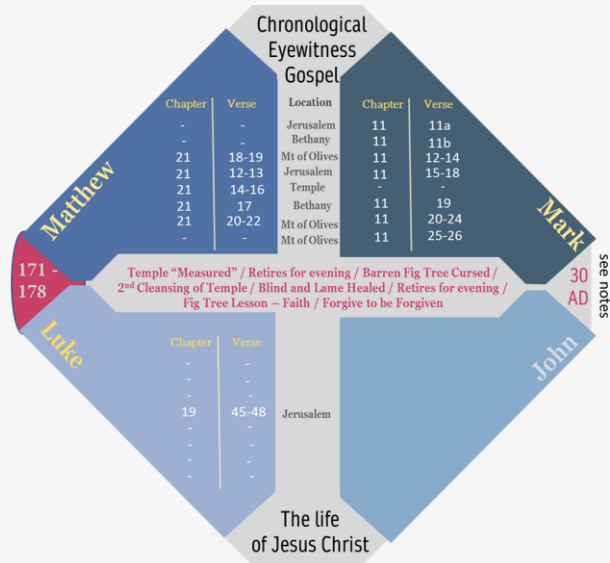 Chronological
Eyewitness
Gospel
Matthew
Chapter Verse
- -
- -
21 18-19
21 12-13
21 14-16
21 17
21 20-22
- -
Location
Jerusalem
Bethany
Mt of Olives
Jerusalem
Temple
Bethany
Mt of Olives
Mt of Olives
Mark
Chapter Verse
11 11a
11 11b
11 12-14
11 15-18
- -
11 19
11 20-24
11 25-26
171 -
178
Temple “Measured” / Retires for evening / Barren Fig Tree Cursed /
2nd Cleansing of Temple / Blind and Lame Healed / Retires for evening /
Fig Tree Lesson – Faith / Forgive to be Forgiven
30
AD
see notes
Luke
Chapter Verse
- -
- -
- -
19 45-48 Jerusalem
- -
- -
- -
- -
John
The life
of Jesus Christ